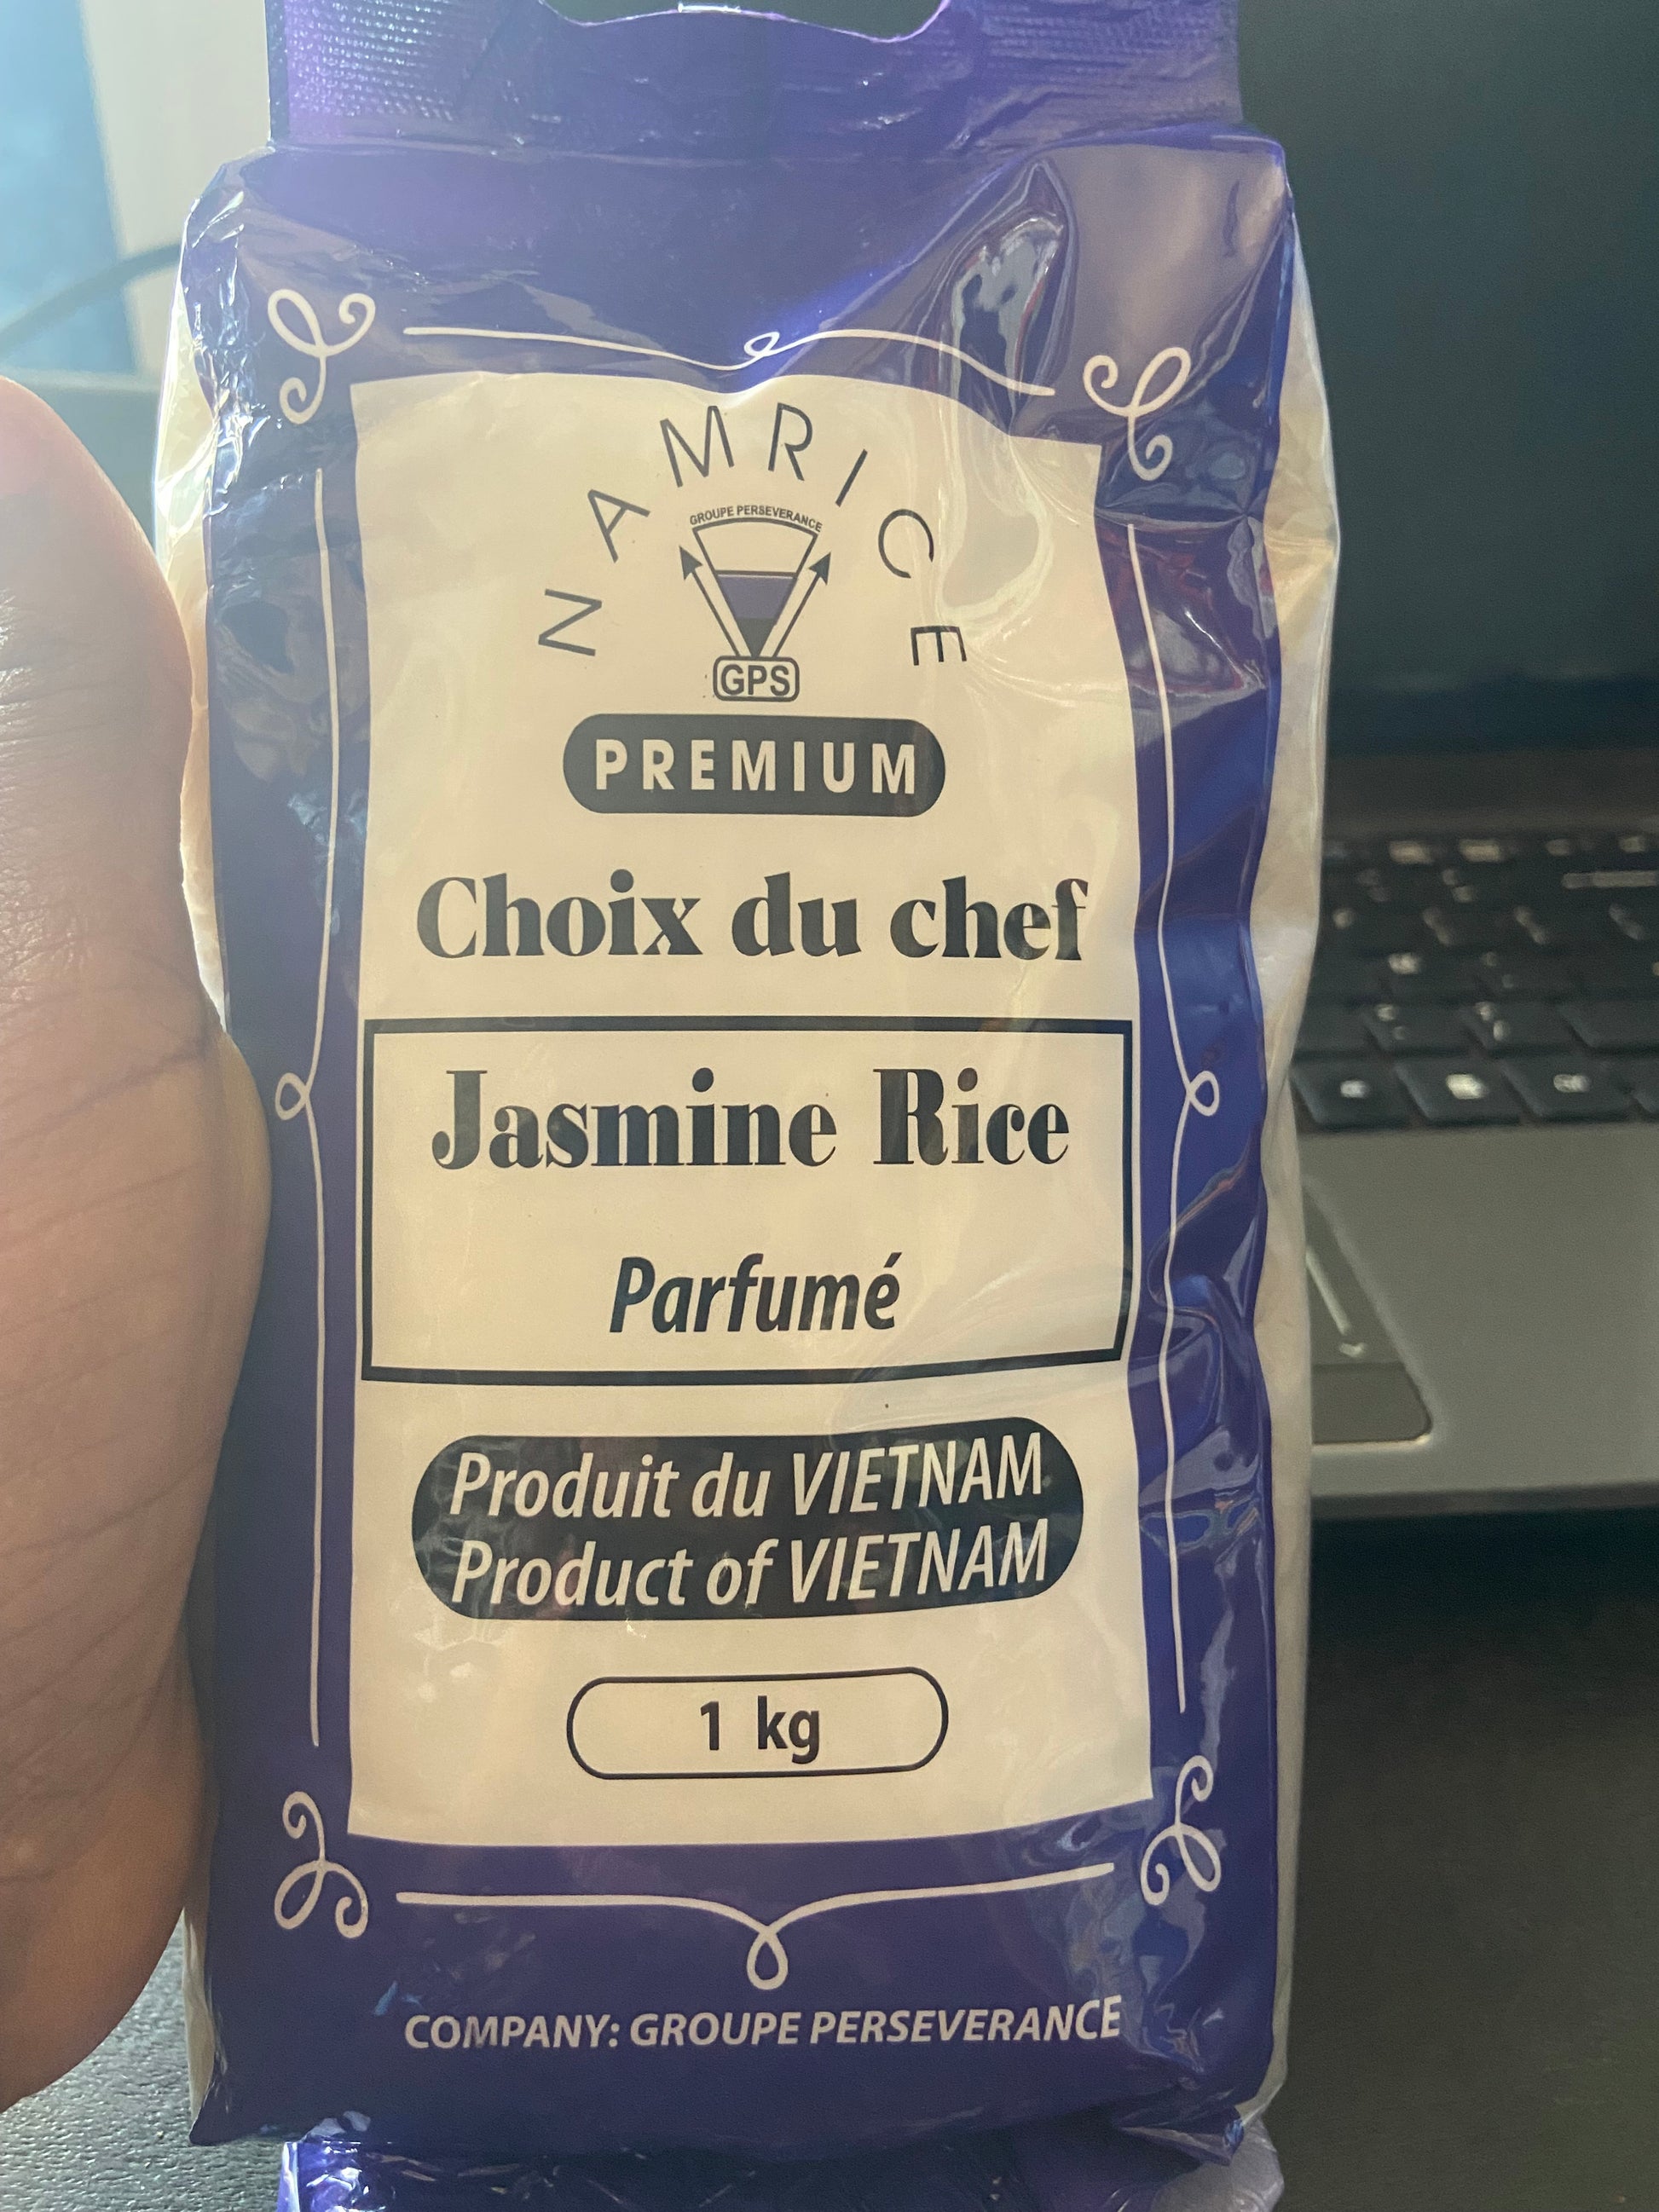 NAMRICE
GROUPE PERSEVERANCE
GPS
PREMIUM
Choix du chef
Jasmine Rice
Parfumé
Produit du VIETNAM
Product of VIETNAM
1 kg
COMPANY: GROUPE PERSEVERANCE